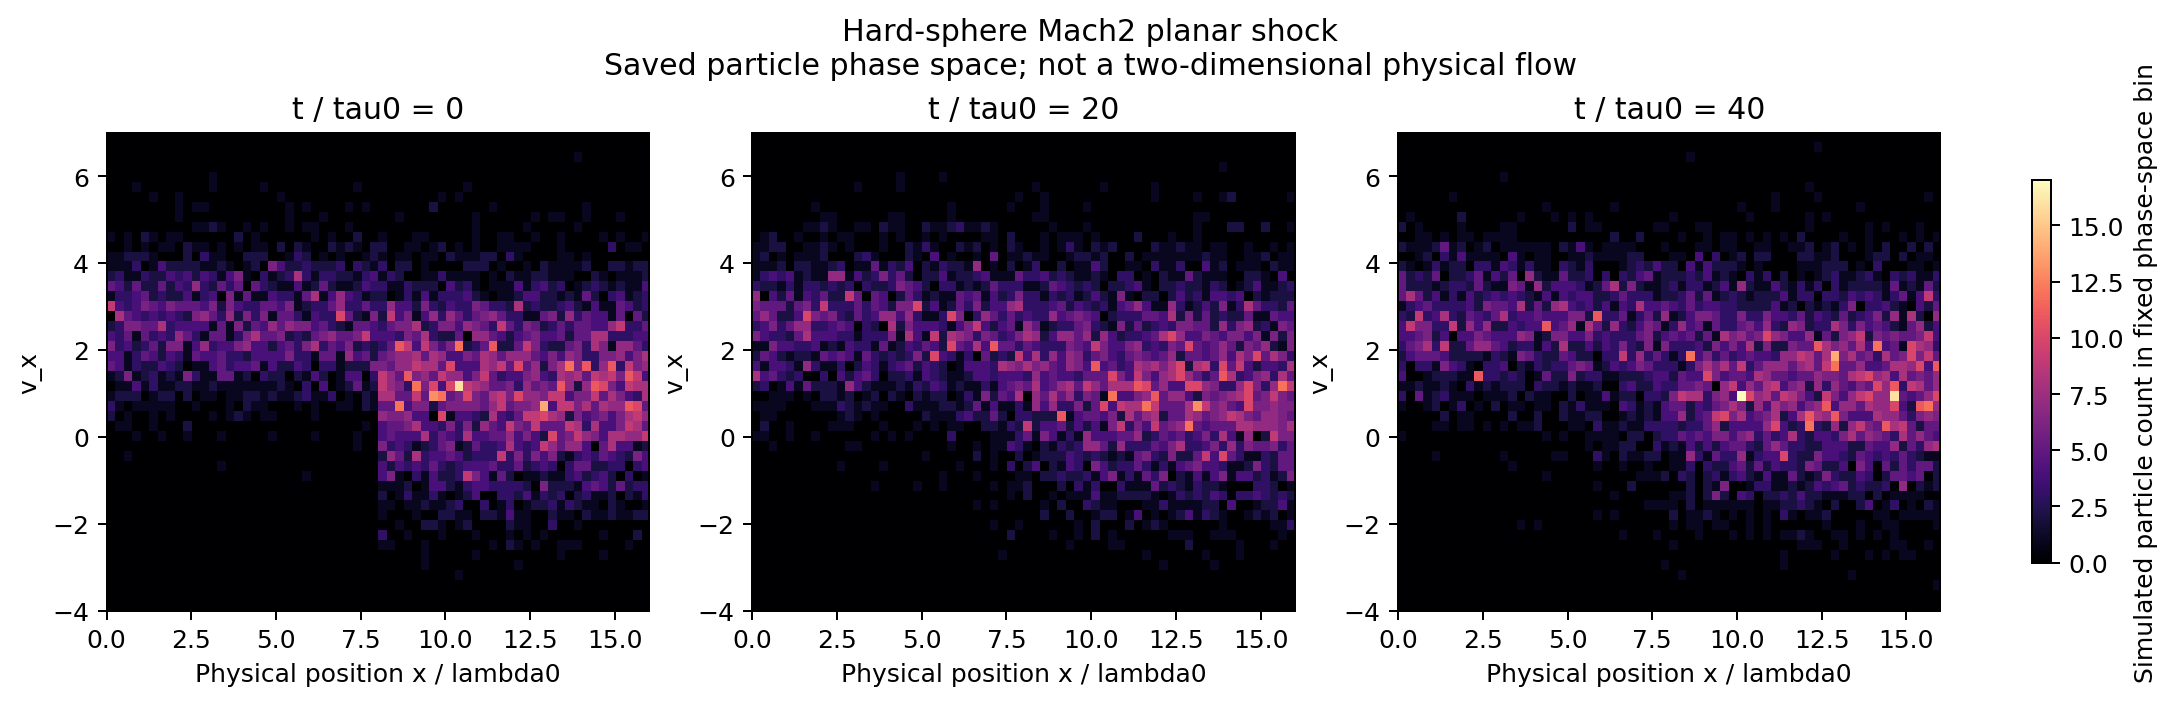 Hard-sphere Mach2 planar shock
Saved particle phase space; not a two-dimensional physical flow
t / tau0 = 0
t / tau0 = 20
t / tau0 = 40
v_x
6
4
2
0
−2
−4
0.0 2.5 5.0 7.5 10.0 12.5 15.0
Physical position x / lambda0
v_x
6
4
2
0
−2
−4
0.0 2.5 5.0 7.5 10.0 12.5 15.0
Physical position x / lambda0
v_x
6
4
2
0
−2
−4
0.0 2.5 5.0 7.5 10.0 12.5 15.0
Physical position x / lambda0
15.0
12.5
10.0
7.5
5.0
2.5
0.0
Simulated particle count in fixed phase-space bin